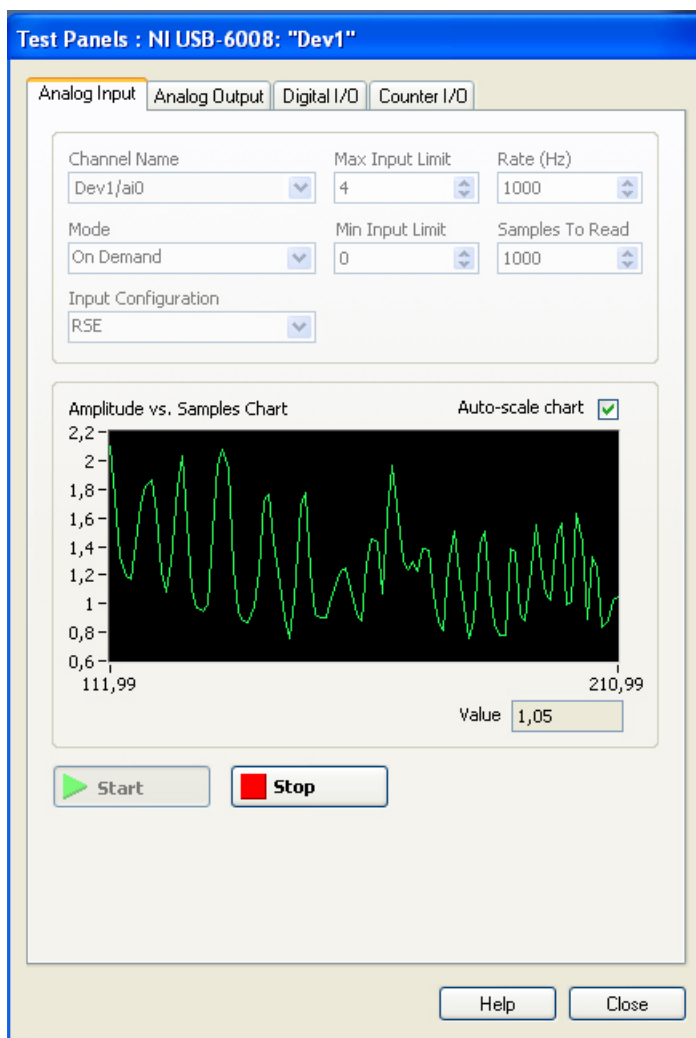 Test Panels : NI USB-6008: "Dev1"
Analog Input Analog Output Digital I/O Counter I/O
Channel Name Max Input Limit Rate (Hz)
Dev1/ai0 4 1000
Mode Min Input Limit Samples To Read
On Demand 0 1000
Input Configuration
RSE
Amplitude vs. Samples Chart Auto-scale chart
2,2
2
1,8
1,6
1,4
1,2
1
0,8
0,6
111,99 210,99
Value 1,05
Start Stop
Help Close